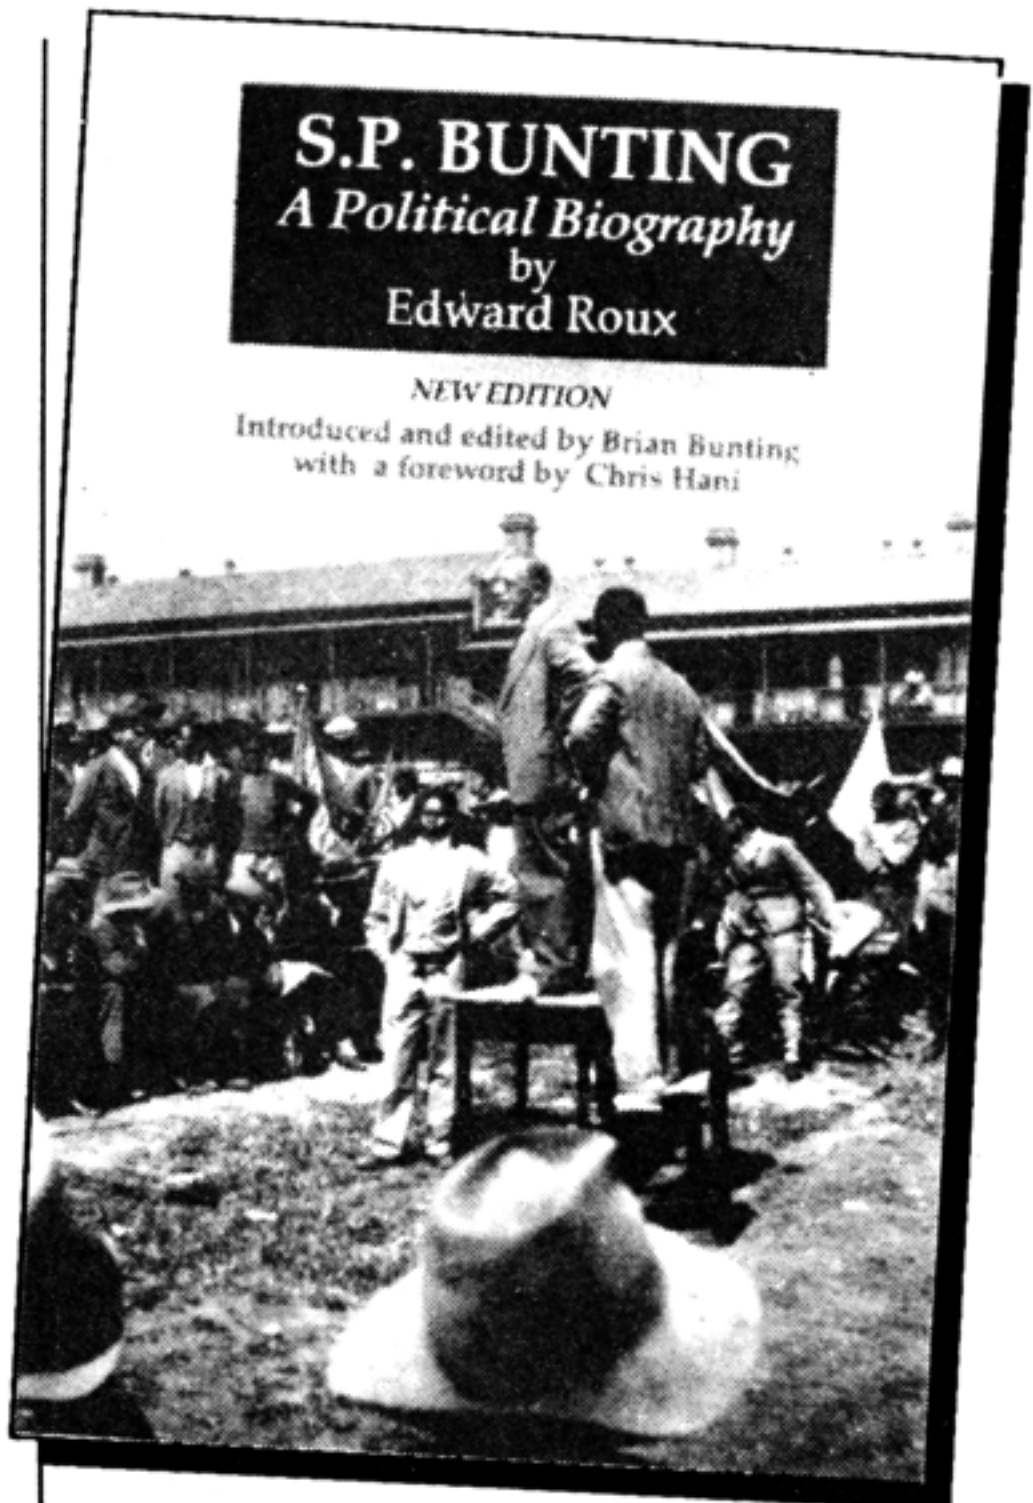 S.P. BUNTING
A Political Biography
by
Edward Roux
NEW EDITION
Introduced and edited by Brian Bunting
with a foreword by Chris Hani